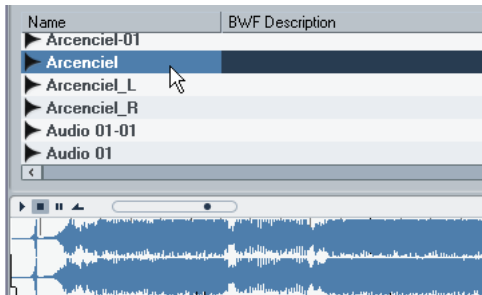 Name BWF Description
Arcenciel-01
Arcenciel
Arcenciel_L
Arcenciel_R
Audio 01-01
Audio 01